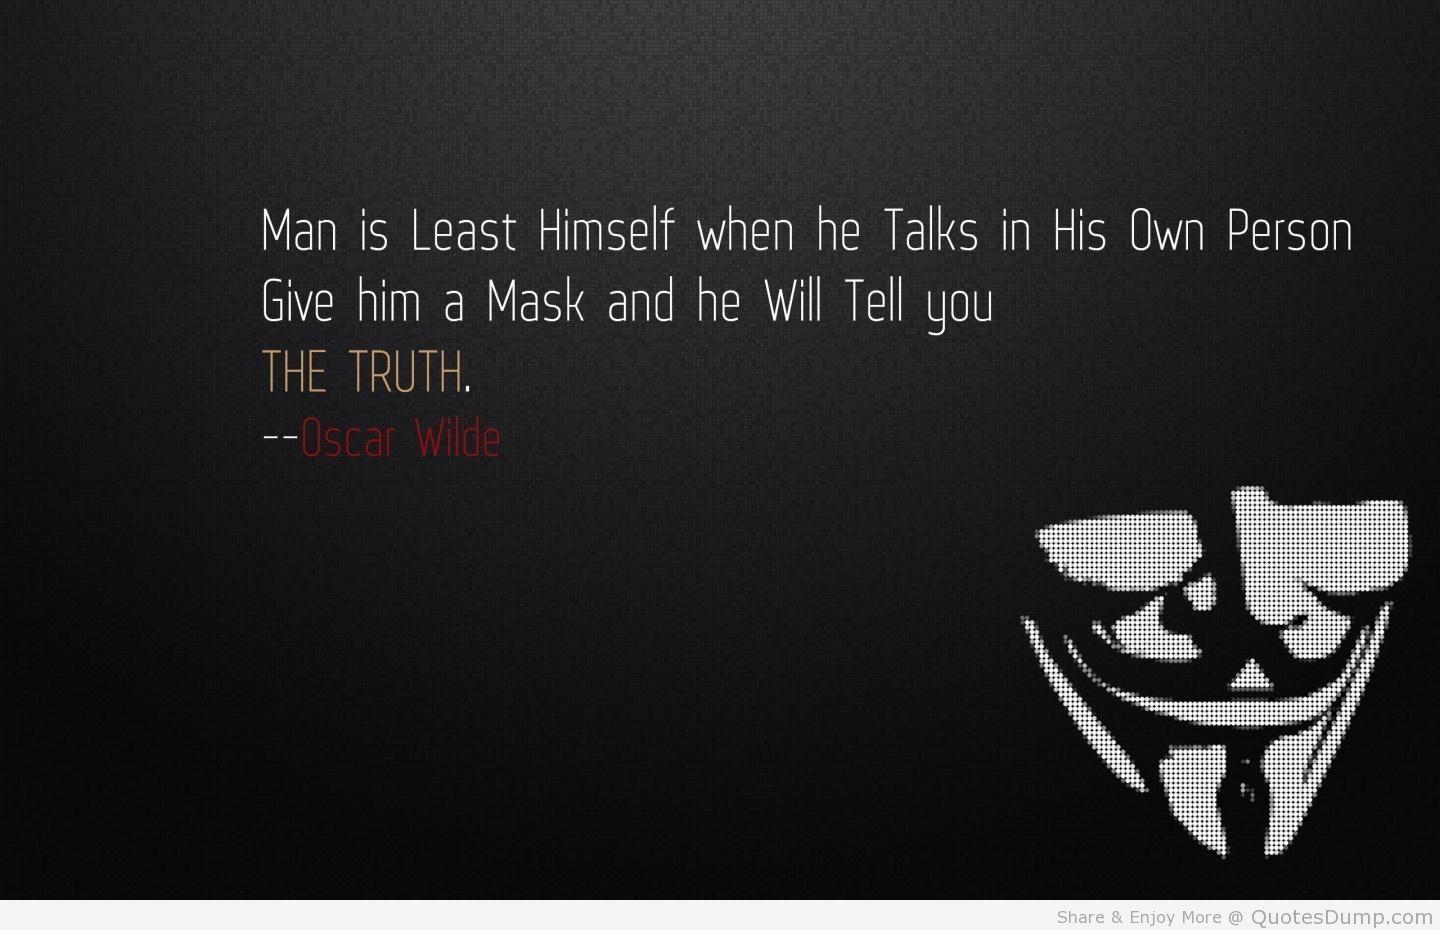 Man is Least Himself when he Talks in His Own Person
Give him a Mask and he Will Tell you
THE TRUTH.
--Oscar Wilde
Share & Enjoy More @ QuotesDump.com